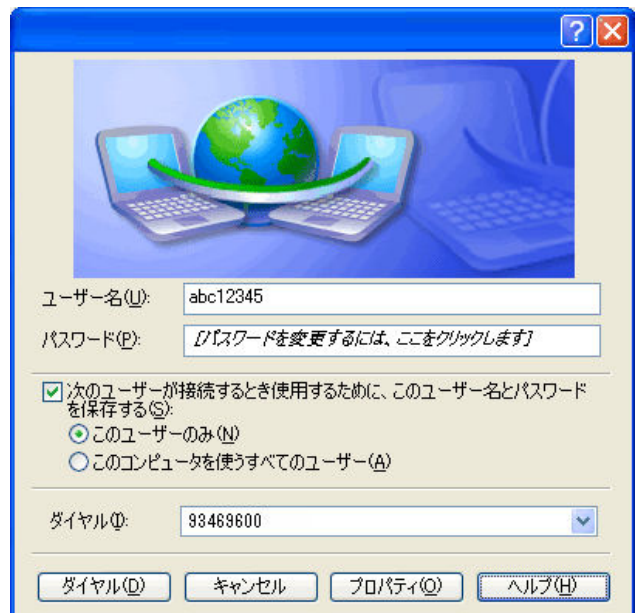 ユーザー名(U):
abc12345
パスワード(P):
[パスワードを変更するには、ここをクリックします]
次のユーザーが接続するとき使用するために、このユーザー名とパスワード
を保存する(S):
このユーザーのみ(N)
このコンピュータを使うすべてのユーザー(A)
ダイヤル(I):
93469600
ダイヤル(D)
キャンセル
プロパティ(O)
ヘルプ(H)